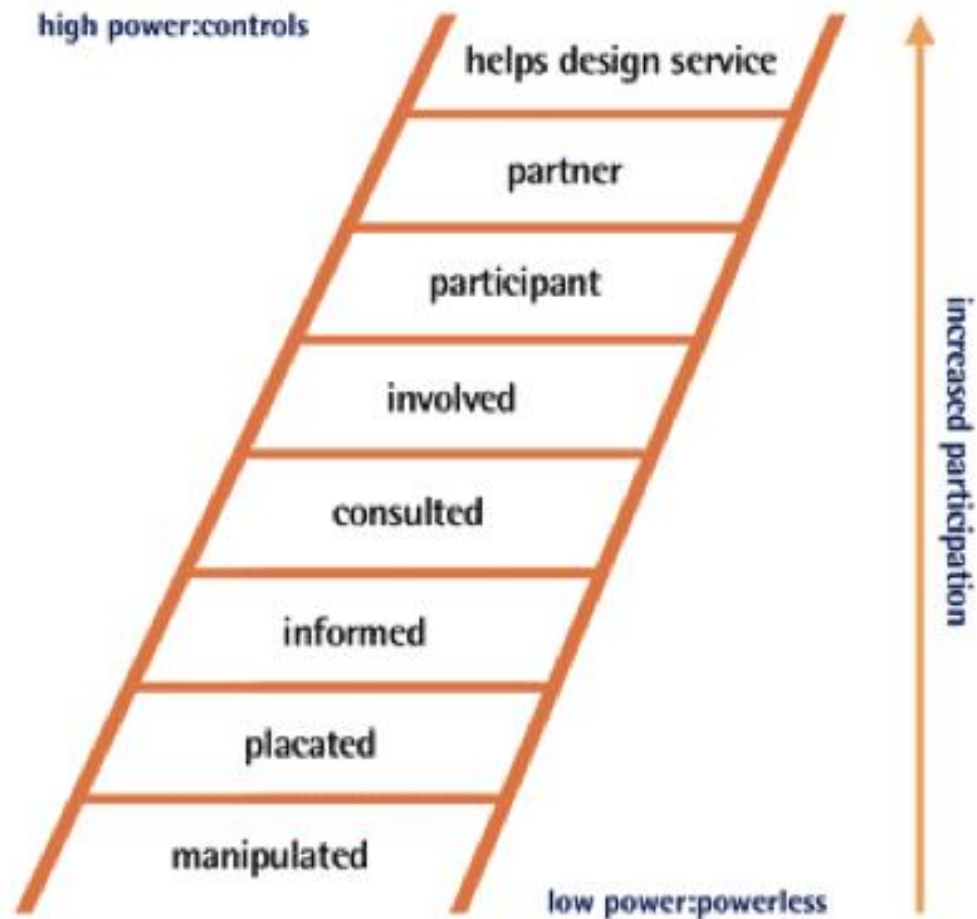 high power:controls
helps design service
partner
participant
involved
consulted
informed
placated
manipulated
low power:powerless
increased participation